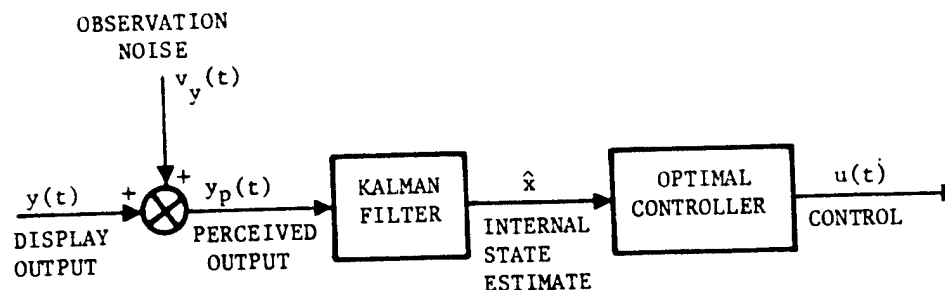 OBSERVATION
NOISE
v_y(t)
+
y(t)
+
y_p(t)
DISPLAY
OUTPUT
PERCEIVED
OUTPUT
KALMAN
FILTER
x̂
INTERNAL
STATE
ESTIMATE
OPTIMAL
CONTROLLER
u(t)
CONTROL